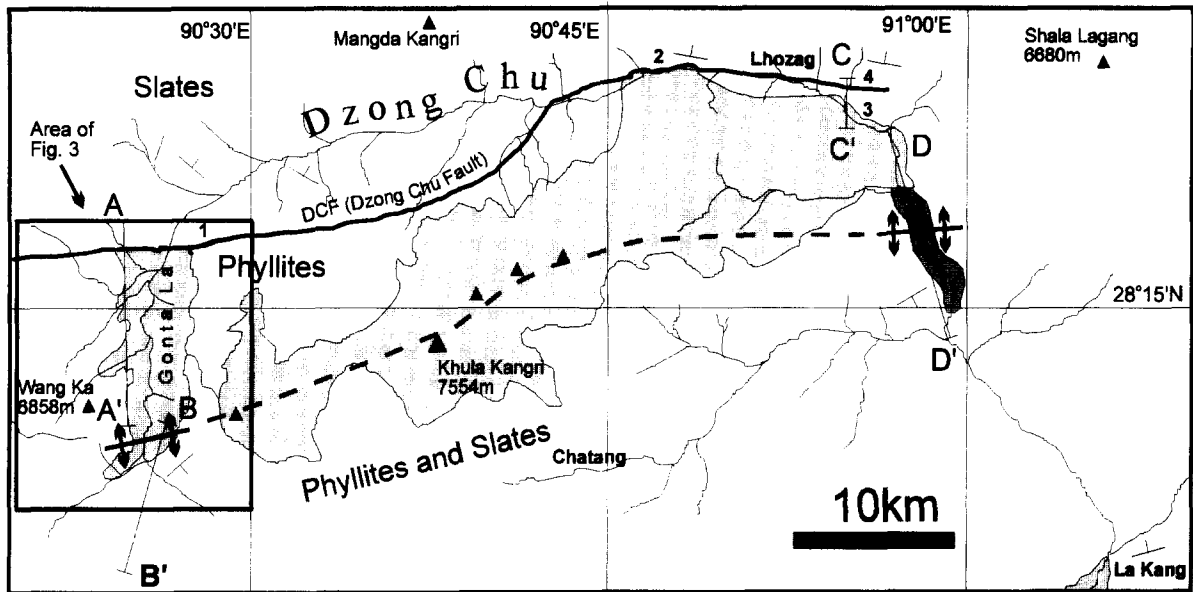 90°30'E
90°45'E
91°00'E
Mangda Kangri
Shala Lagang
6680m
Slates
Dzong Chu
2
Lhozag
C
4
3
C'
D
Area of
Fig. 3
A
DCF (Dzong Chu Fault)
1
Phyllites
Gonta La
28°15'N
D'
Khula Kangri
7554m
Wang Ka
6858m
A'
B
Phyllites and Slates
Chatang
10km
B'
La Kang